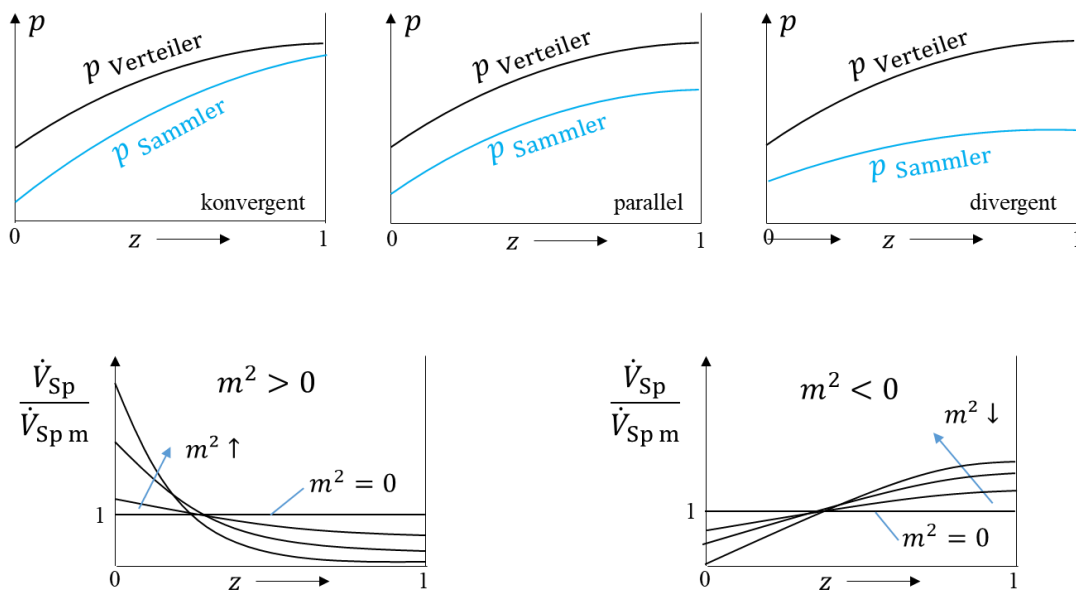 p
p Verteiler
p Sammler
konvergent
0
z
1
p
p Verteiler
p Sammler
parallel
0
z
1
p
p Verteiler
p Sammler
divergent
0
z
1
V̇Sp
V̇Sp m
m² > 0
m² ↑
m² = 0
1
0
z
1
V̇Sp
V̇Sp m
m² < 0
m² ↓
m² = 0
1
0
z
1